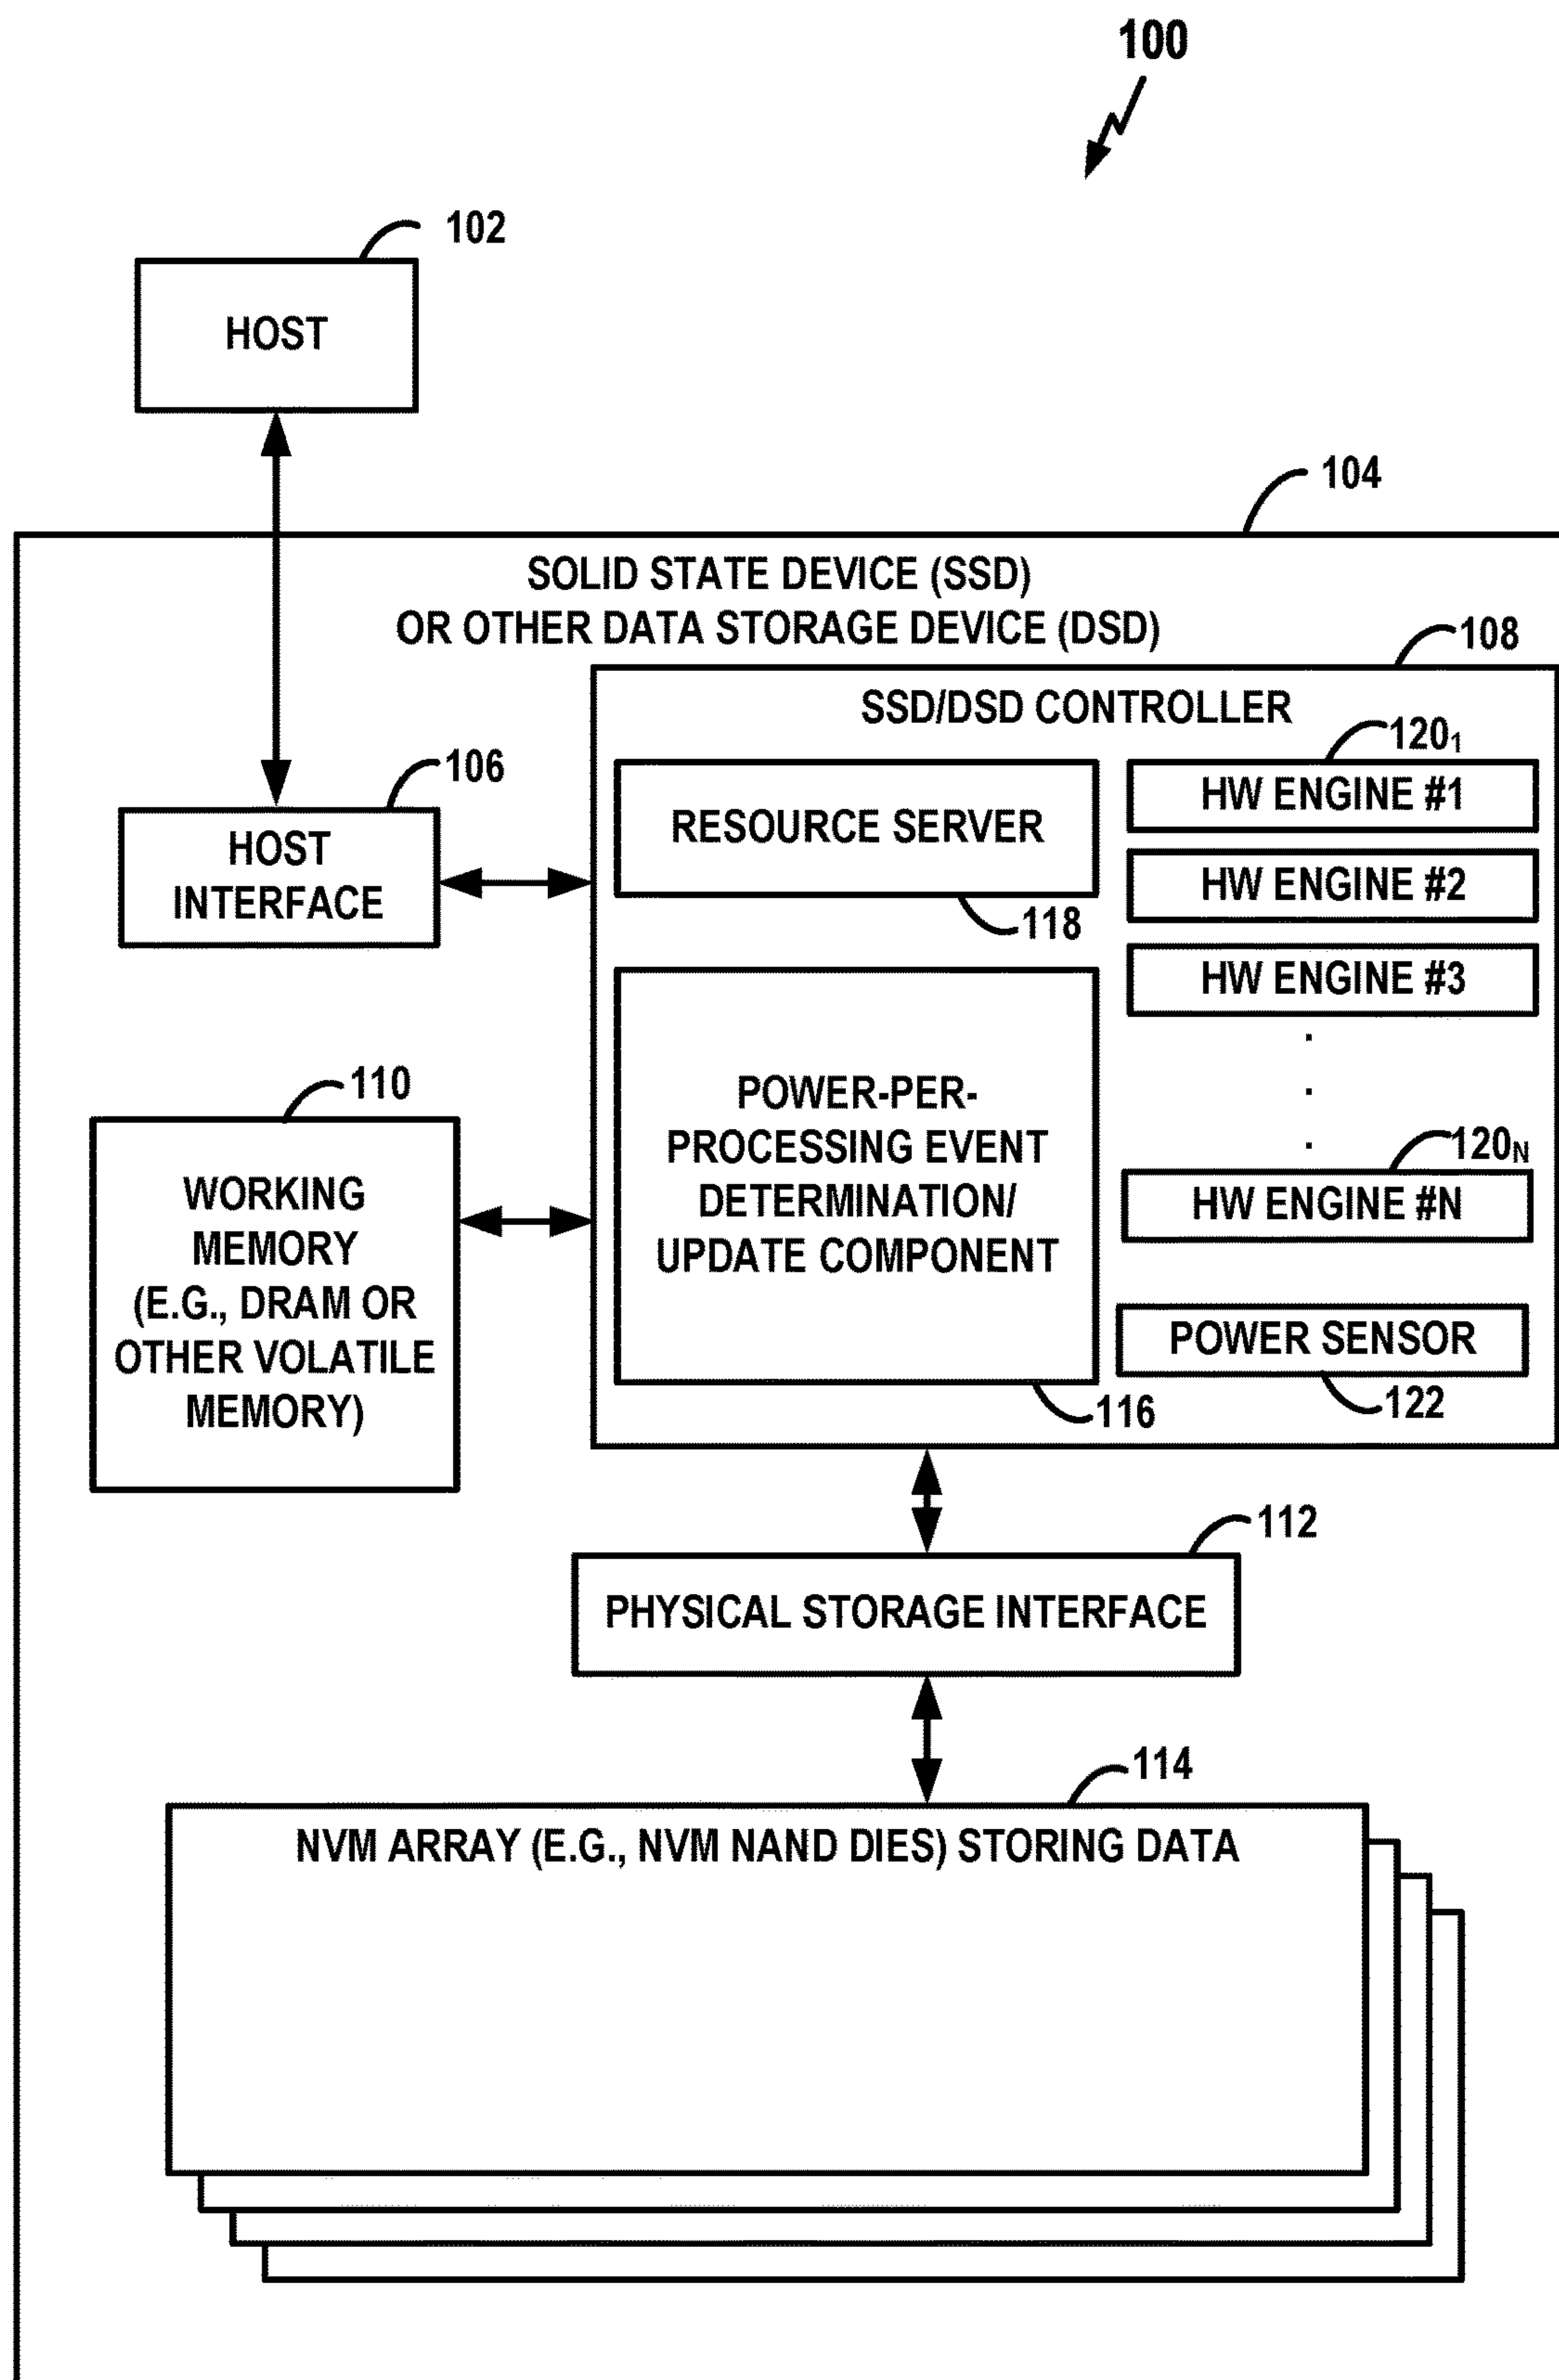 100
102
HOST
104
SOLID STATE DEVICE (SSD)
OR OTHER DATA STORAGE DEVICE (DSD)
108
SSD/DSD CONTROLLER
106
HOST
INTERFACE
RESOURCE SERVER
118
120₁
HW ENGINE #1
HW ENGINE #2
HW ENGINE #3
.
.
.
120ₙ
HW ENGINE #N
110
WORKING
MEMORY
(E.G., DRAM OR
OTHER VOLATILE
MEMORY)
POWER-PER-
PROCESSING EVENT
DETERMINATION/
UPDATE COMPONENT
116
POWER SENSOR
122
112
PHYSICAL STORAGE INTERFACE
114
NVM ARRAY (E.G., NVM NAND DIES) STORING DATA